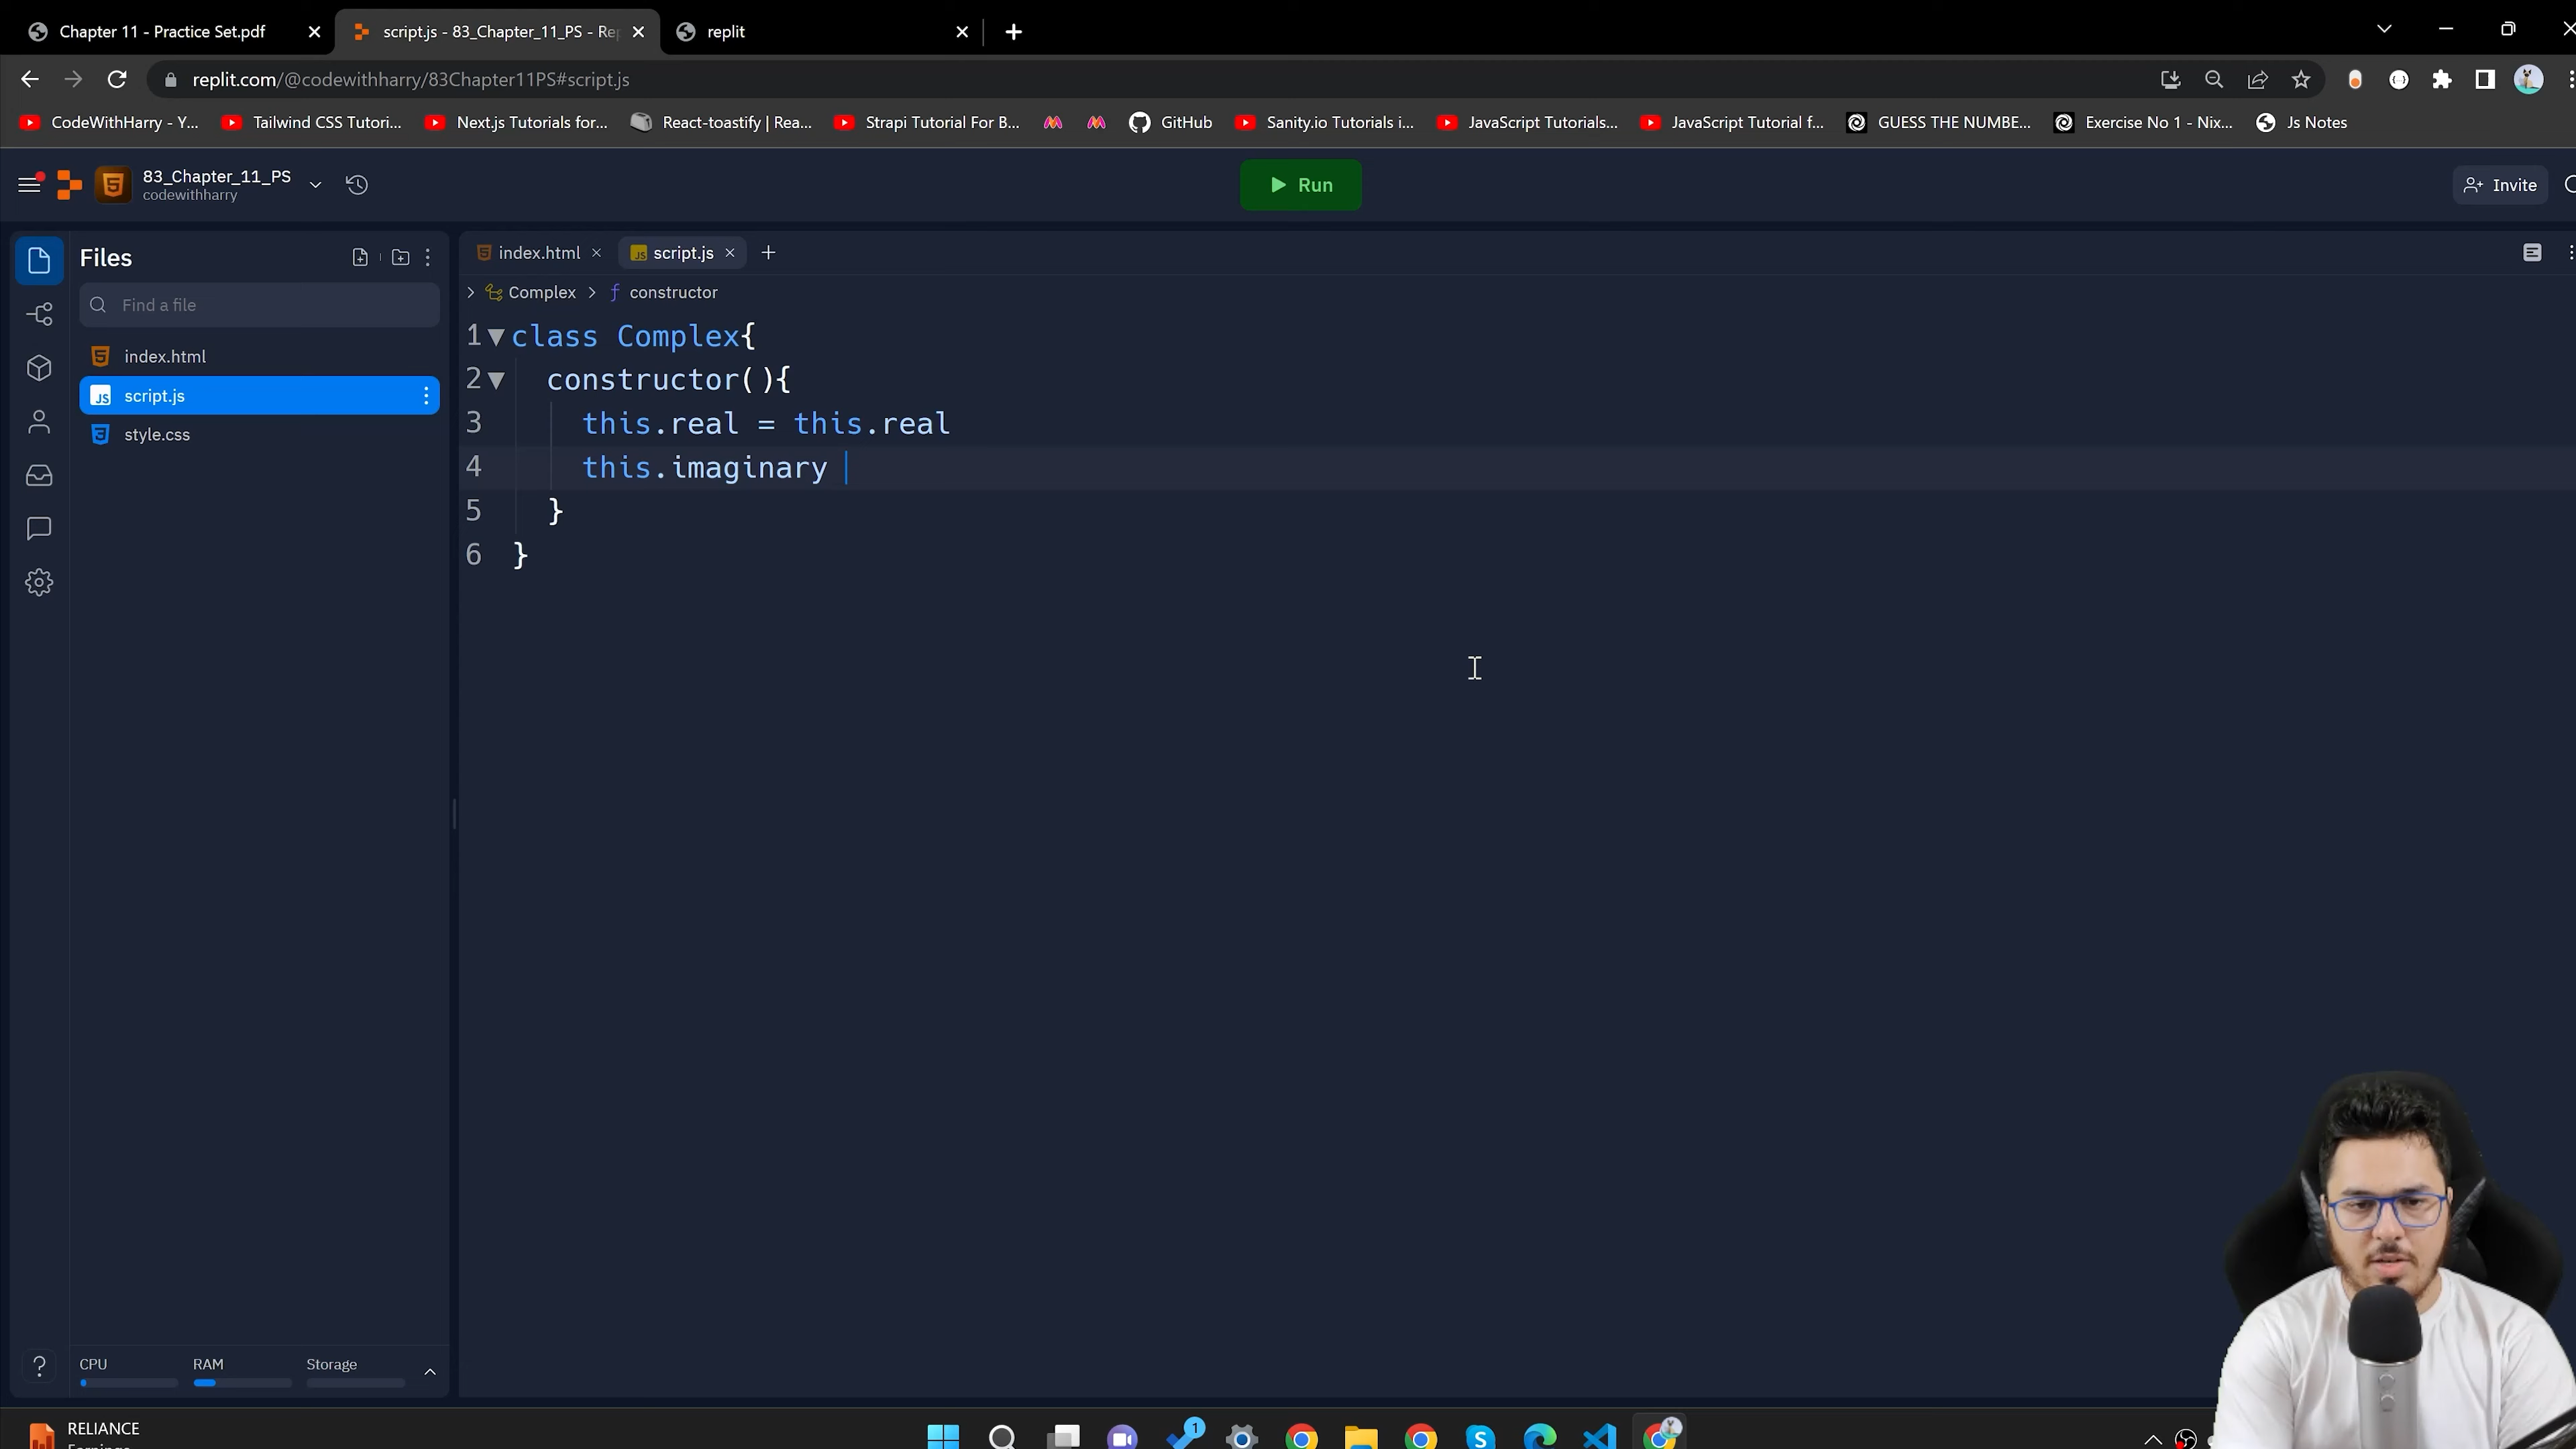 Chapter 11 - Practice Set.pdf
script.js - 83_Chapter_11_PS - Rep
replit
replit.com/@codewithharry/83Chapter11PS#script.js
CodeWithHarry - Y...
Tailwind CSS Tutori...
Next.js Tutorials for...
React-toastify | Rea...
Strapi Tutorial For B...
GitHub
Sanity.io Tutorials i...
JavaScript Tutorials...
JavaScript Tutorial f...
GUESS THE NUMBE...
Exercise No 1 - Nix...
Js Notes
83_Chapter_11_PS
codewithharry
Run
Invite
Files
Find a file
index.html
script.js
style.css
index.html
script.js
Complex
constructor
1 class Complex{
2 constructor(){
3 this.real = this.real
4 this.imaginary
5 }
6 }
CPU
RAM
Storage
RELIANCE
1